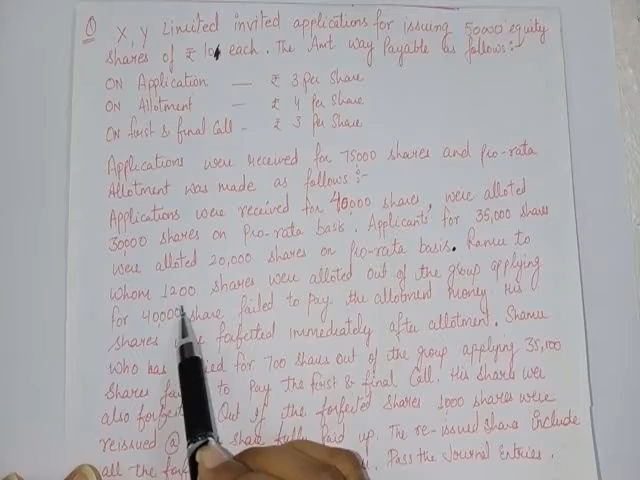 Q X, Y Limited invited applications for issuing 50000 equity
shares of ₹ 10 each. The Amt way Payable as follows:-
ON Application — ₹ 3 per Share
ON Allotment — ₹ 4 per Share
ON first & final Call - ₹ 3 per Share
Applications were received for 75000 shares and pro-rata
Allotment was made as follows:-
Applications were received for 40000 shares, were alloted
30000 shares on Pro-rata basis. Applicants for 35,000 share
were alloted 20,000 shares on Pro-rata basis. Ramu to
whom 1200 shares were alloted out of the group applying
for 40,000 share failed to pay the allotment money. His
shares forfeited immediately after allotment. Shamu
who has for 700 shares out of the group applying 35,100
Shares to Pay the first & final Call. His shares wer
also Out of the forfeited shares 1000 shares were
reissued @ share fully Paid up. The re-issued share include
all the Pass the Journal Entries.